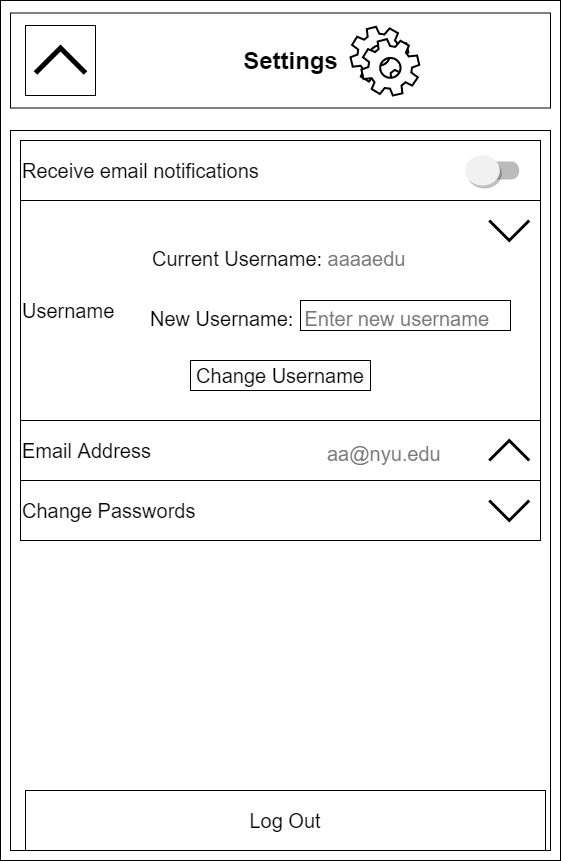 Settings
Receive email notifications
Current Username: aaaaedu
Username
New Username: Enter new username
Change Username
Email Address aa@nyu.edu
Change Passwords
Log Out